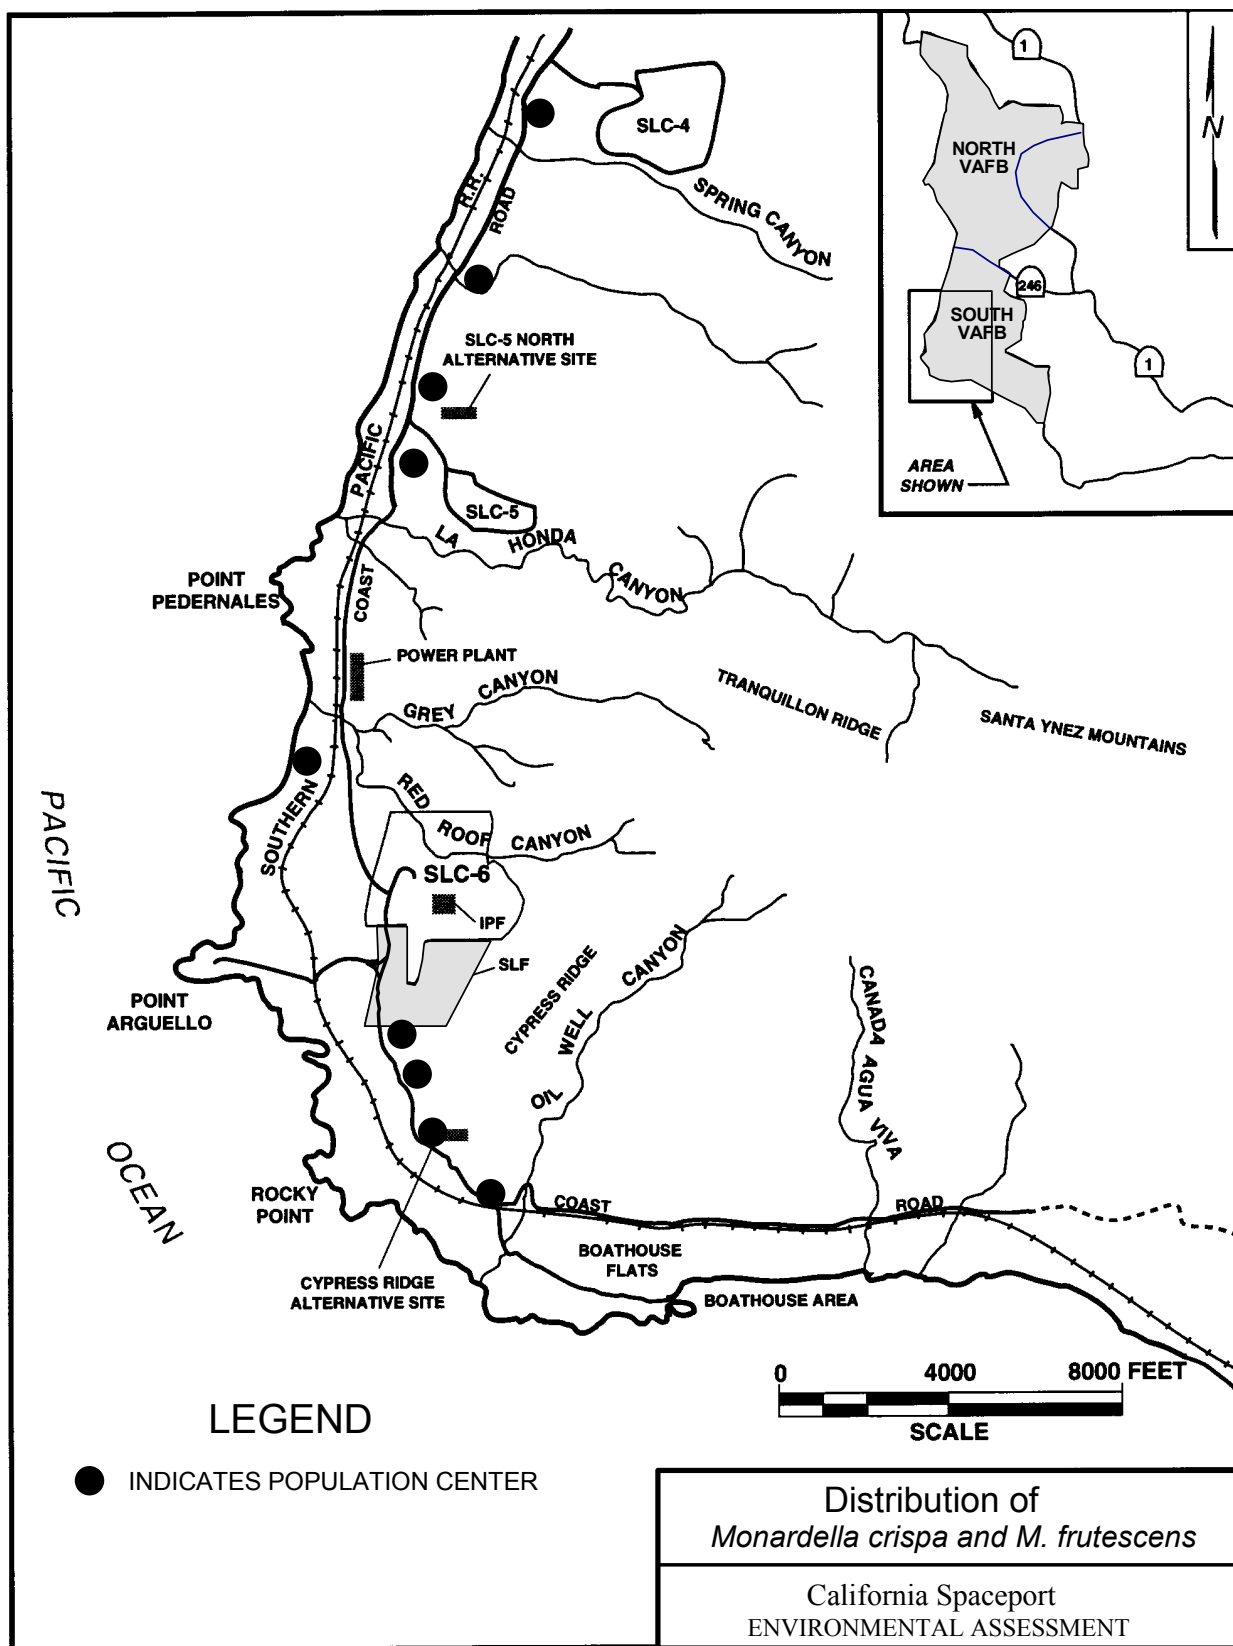 SLC-4
SPRING CANYON
R.R.
ROAD
SLC-5 NORTH
ALTERNATIVE SITE
PACIFIC
SLC-5
LA HONDA CANYON
POINT
PEDERNALES
COAST
POWER PLANT
GREY CANYON
TRANQUILLON RIDGE
SANTA YNEZ MOUNTAINS
SOUTHERN
RED ROOF CANYON
SLC-6
IPF
SLF
PACIFIC
OCEAN
POINT
ARGUELLO
CYPRESS RIDGE
OIL WELL CANYON
CANADA AGUA VIVA
ROCKY
POINT
COAST ROAD
BOATHOUSE
FLATS
BOATHOUSE AREA
CYPRESS RIDGE
ALTERNATIVE SITE
1
N
NORTH
VAFB
246
SOUTH
VAFB
1
AREA
SHOWN
0 4000 8000 FEET
SCALE
LEGEND
INDICATES POPULATION CENTER
Distribution of
Monardella crispa and M. frutescens
California Spaceport
ENVIRONMENTAL ASSESSMENT